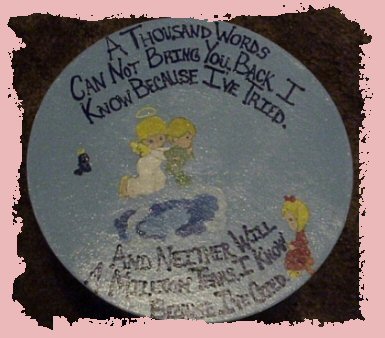 A Thousand Words
Can Not Bring You Back I
Know Because I've Tried.
And Neither Will
A Million Tears, I Know
Because I've Cried